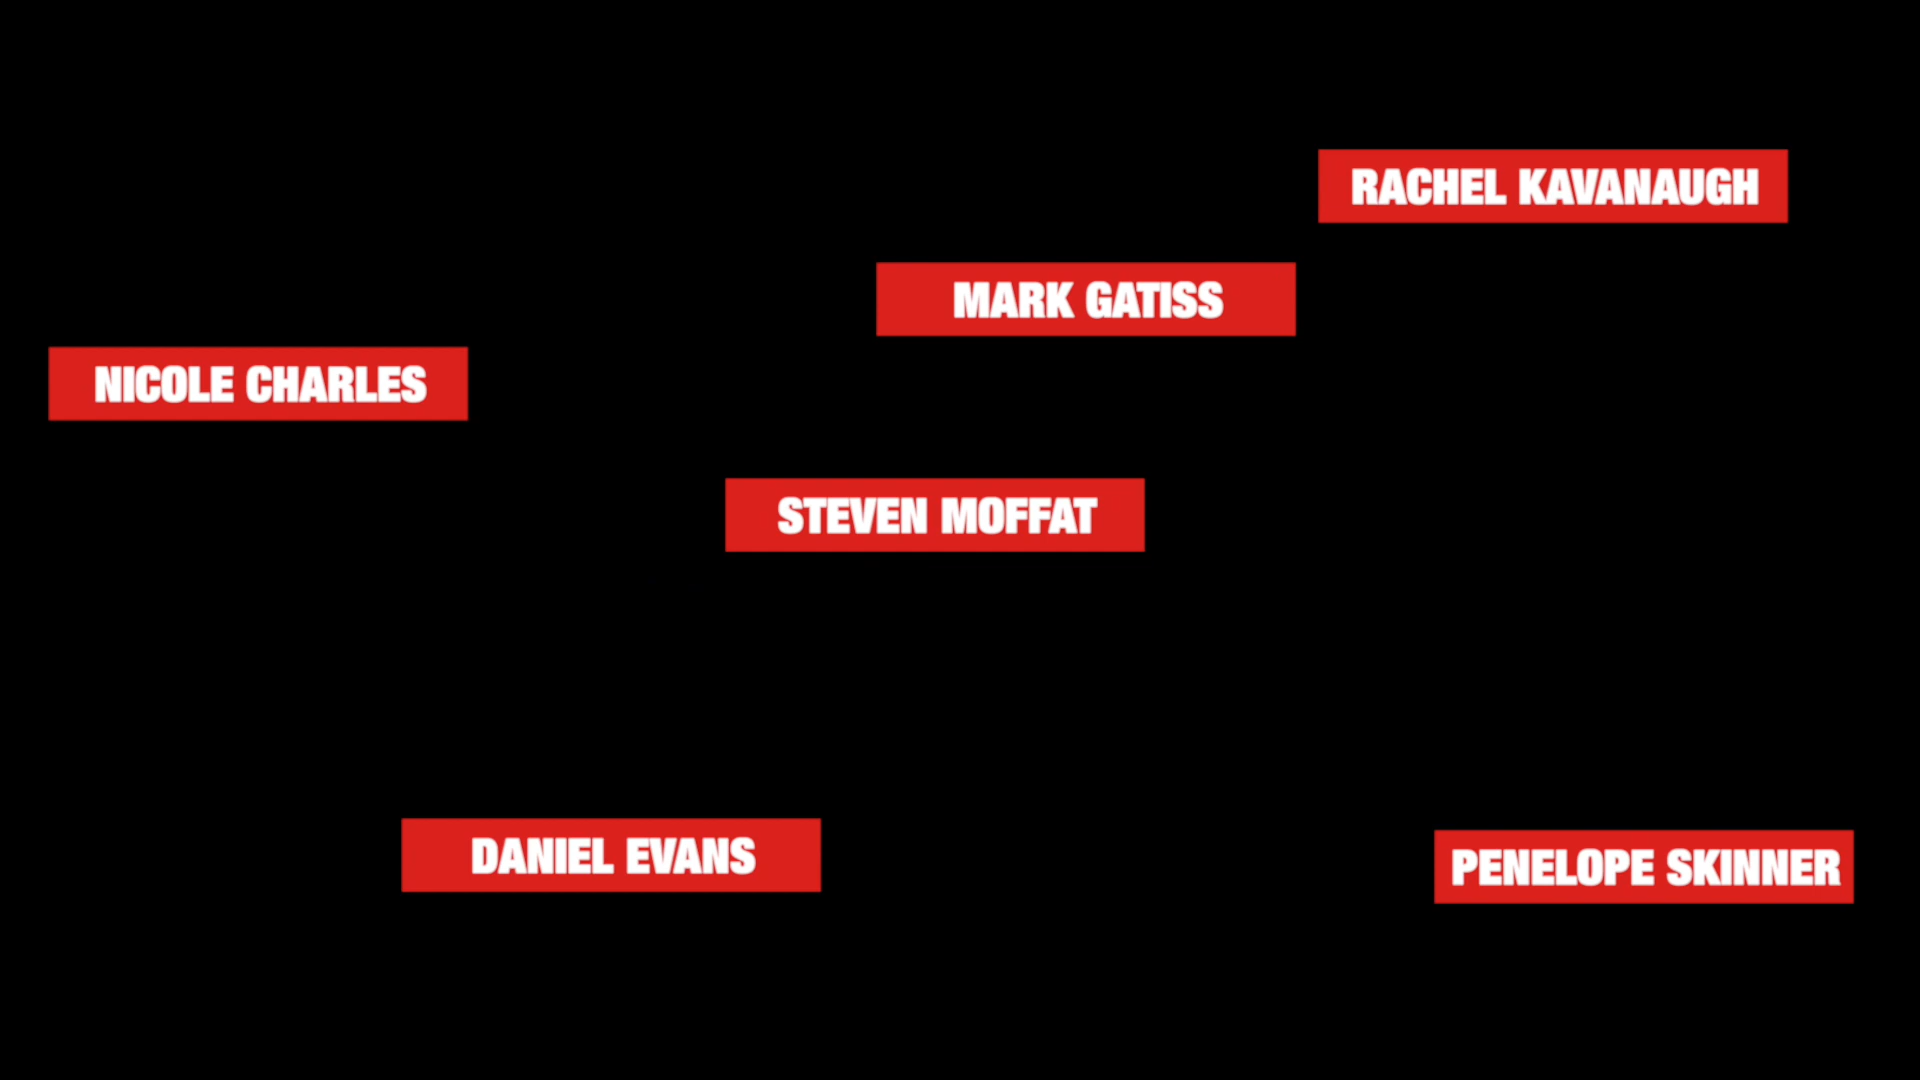 RACHEL KAVANAUGH
MARK GATISS
NICOLE CHARLES
STEVEN MOFFAT
DANIEL EVANS
PENELOPE SKINNER